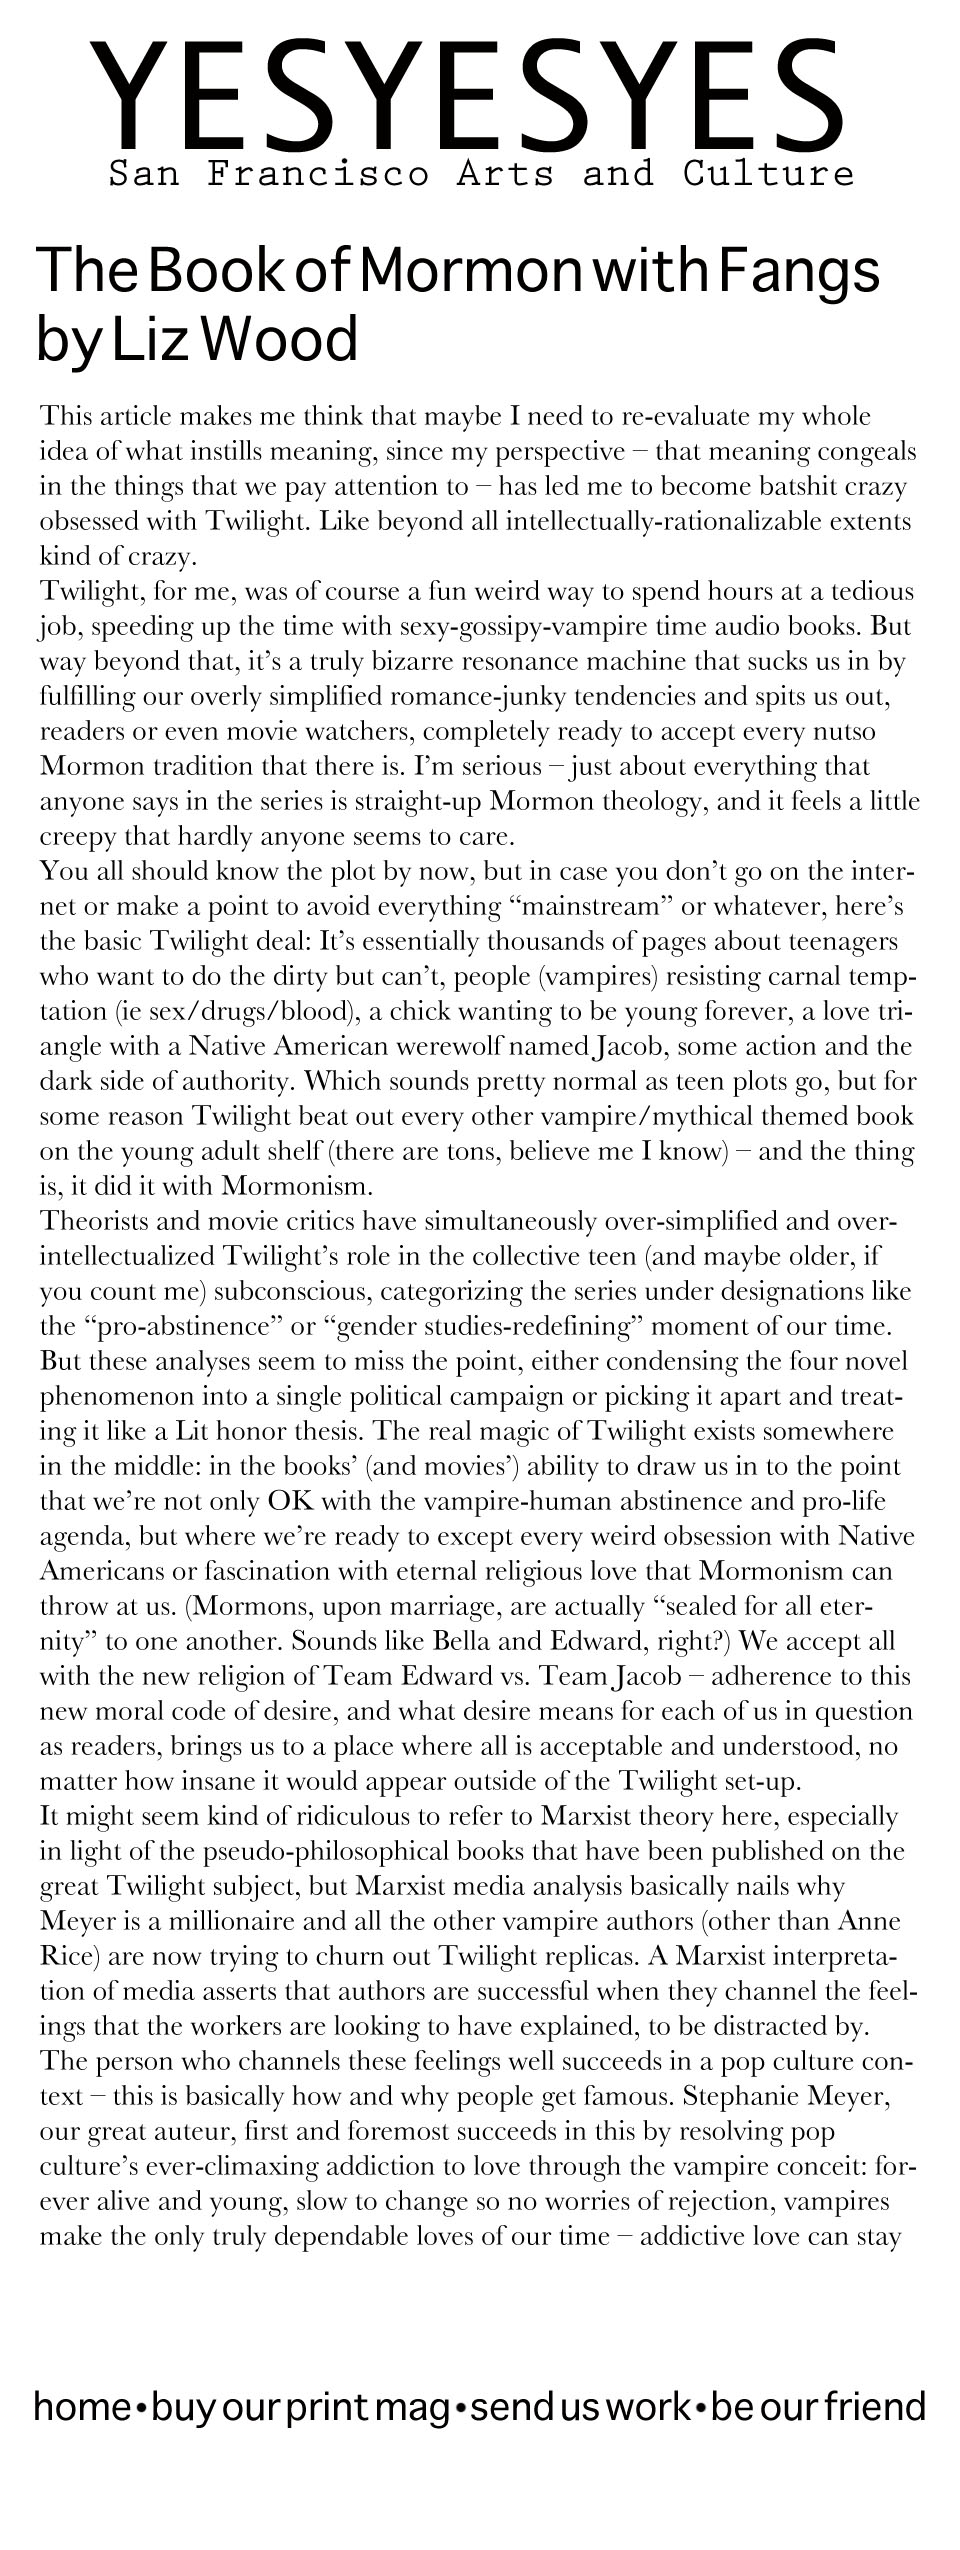 YESYESYES
San Francisco Arts and Culture
The Book of Mormon with Fangs
by Liz Wood
This article makes me think that maybe I need to re-evaluate my whole
idea of what instills meaning, since my perspective – that meaning congeals
in the things that we pay attention to – has led me to become batshit crazy
obsessed with Twilight. Like beyond all intellectually-rationalizable extents
kind of crazy.
Twilight, for me, was of course a fun weird way to spend hours at a tedious
job, speeding up the time with sexy-gossipy-vampire time audio books. But
way beyond that, it’s a truly bizarre resonance machine that sucks us in by
fulfilling our overly simplified romance-junky tendencies and spits us out,
readers or even movie watchers, completely ready to accept every nutso
Mormon tradition that there is. I’m serious – just about everything that
anyone says in the series is straight-up Mormon theology, and it feels a little
creepy that hardly anyone seems to care.
You all should know the plot by now, but in case you don’t go on the inter-
net or make a point to avoid everything “mainstream” or whatever, here’s
the basic Twilight deal: It’s essentially thousands of pages about teenagers
who want to do the dirty but can’t, people (vampires) resisting carnal temp-
tation (ie sex/drugs/blood), a chick wanting to be young forever, a love tri-
angle with a Native American werewolf named Jacob, some action and the
dark side of authority. Which sounds pretty normal as teen plots go, but for
some reason Twilight beat out every other vampire/mythical themed book
on the young adult shelf (there are tons, believe me I know) – and the thing
is, it did it with Mormonism.
Theorists and movie critics have simultaneously over-simplified and over-
intellectualized Twilight’s role in the collective teen (and maybe older, if
you count me) subconscious, categorizing the series under designations like
the “pro-abstinence” or “gender studies-redefining” moment of our time.
But these analyses seem to miss the point, either condensing the four novel
phenomenon into a single political campaign or picking it apart and treat-
ing it like a Lit honor thesis. The real magic of Twilight exists somewhere
in the middle: in the books’ (and movies’) ability to draw us in to the point
that we’re not only OK with the vampire-human abstinence and pro-life
agenda, but where we’re ready to except every weird obsession with Native
Americans or fascination with eternal religious love that Mormonism can
throw at us. (Mormons, upon marriage, are actually “sealed for all eter-
nity” to one another. Sounds like Bella and Edward, right?) We accept all
with the new religion of Team Edward vs. Team Jacob – adherence to this
new moral code of desire, and what desire means for each of us in question
as readers, brings us to a place where all is acceptable and understood, no
matter how insane it would appear outside of the Twilight set-up.
It might seem kind of ridiculous to refer to Marxist theory here, especially
in light of the pseudo-philosophical books that have been published on the
great Twilight subject, but Marxist media analysis basically nails why
Meyer is a millionaire and all the other vampire authors (other than Anne
Rice) are now trying to churn out Twilight replicas. A Marxist interpreta-
tion of media asserts that authors are successful when they channel the feel-
ings that the workers are looking to have explained, to be distracted by.
The person who channels these feelings well succeeds in a pop culture con-
text – this is basically how and why people get famous. Stephanie Meyer,
our great auteur, first and foremost succeeds in this by resolving pop
culture’s ever-climaxing addiction to love through the vampire conceit: for-
ever alive and young, slow to change so no worries of rejection, vampires
make the only truly dependable loves of our time – addictive love can stay
home•buy our print mag•send us work•be our friend